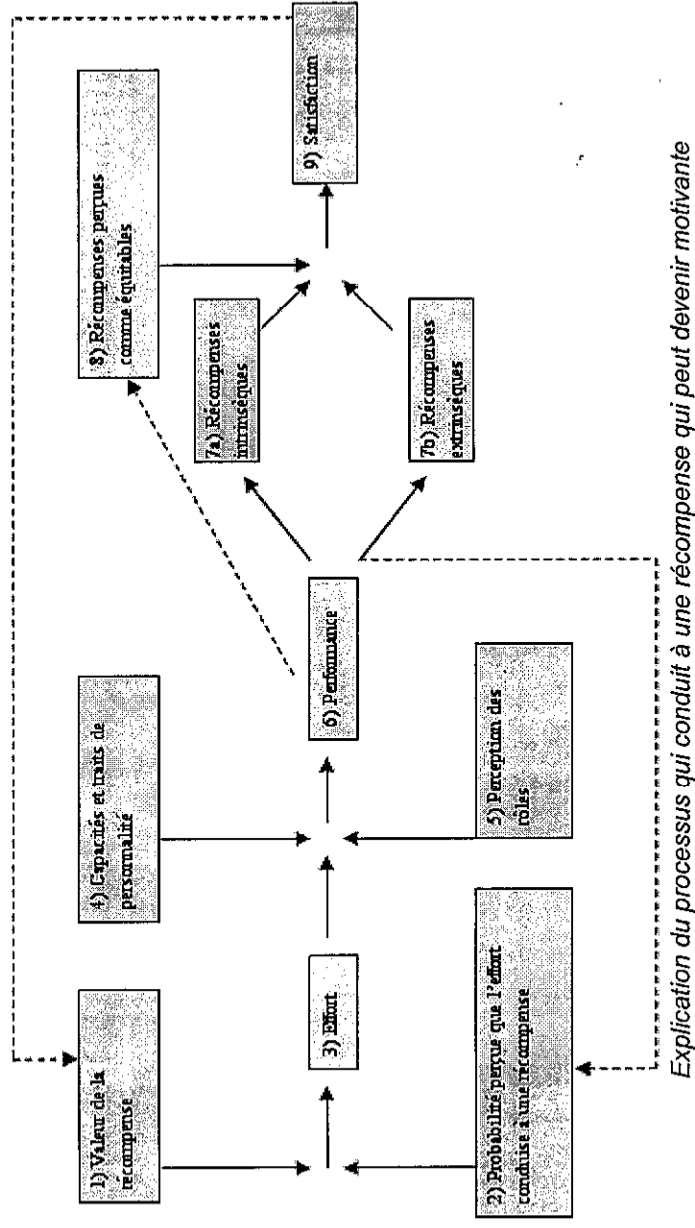 1) Valeur de la
récompense
2) Probabilité perçue que l'effort
conduise à une récompense
3) Effort
4) Capacités et traits de
personnalité
5) Perception des
rôles
6) Performance
7a) Récompenses
intrinsèques
7b) Récompenses
extrinsèques
8) Récompenses perçues
comme équitables
9) Satisfaction
Explication du processus qui conduit à une récompense qui peut devenir motivante